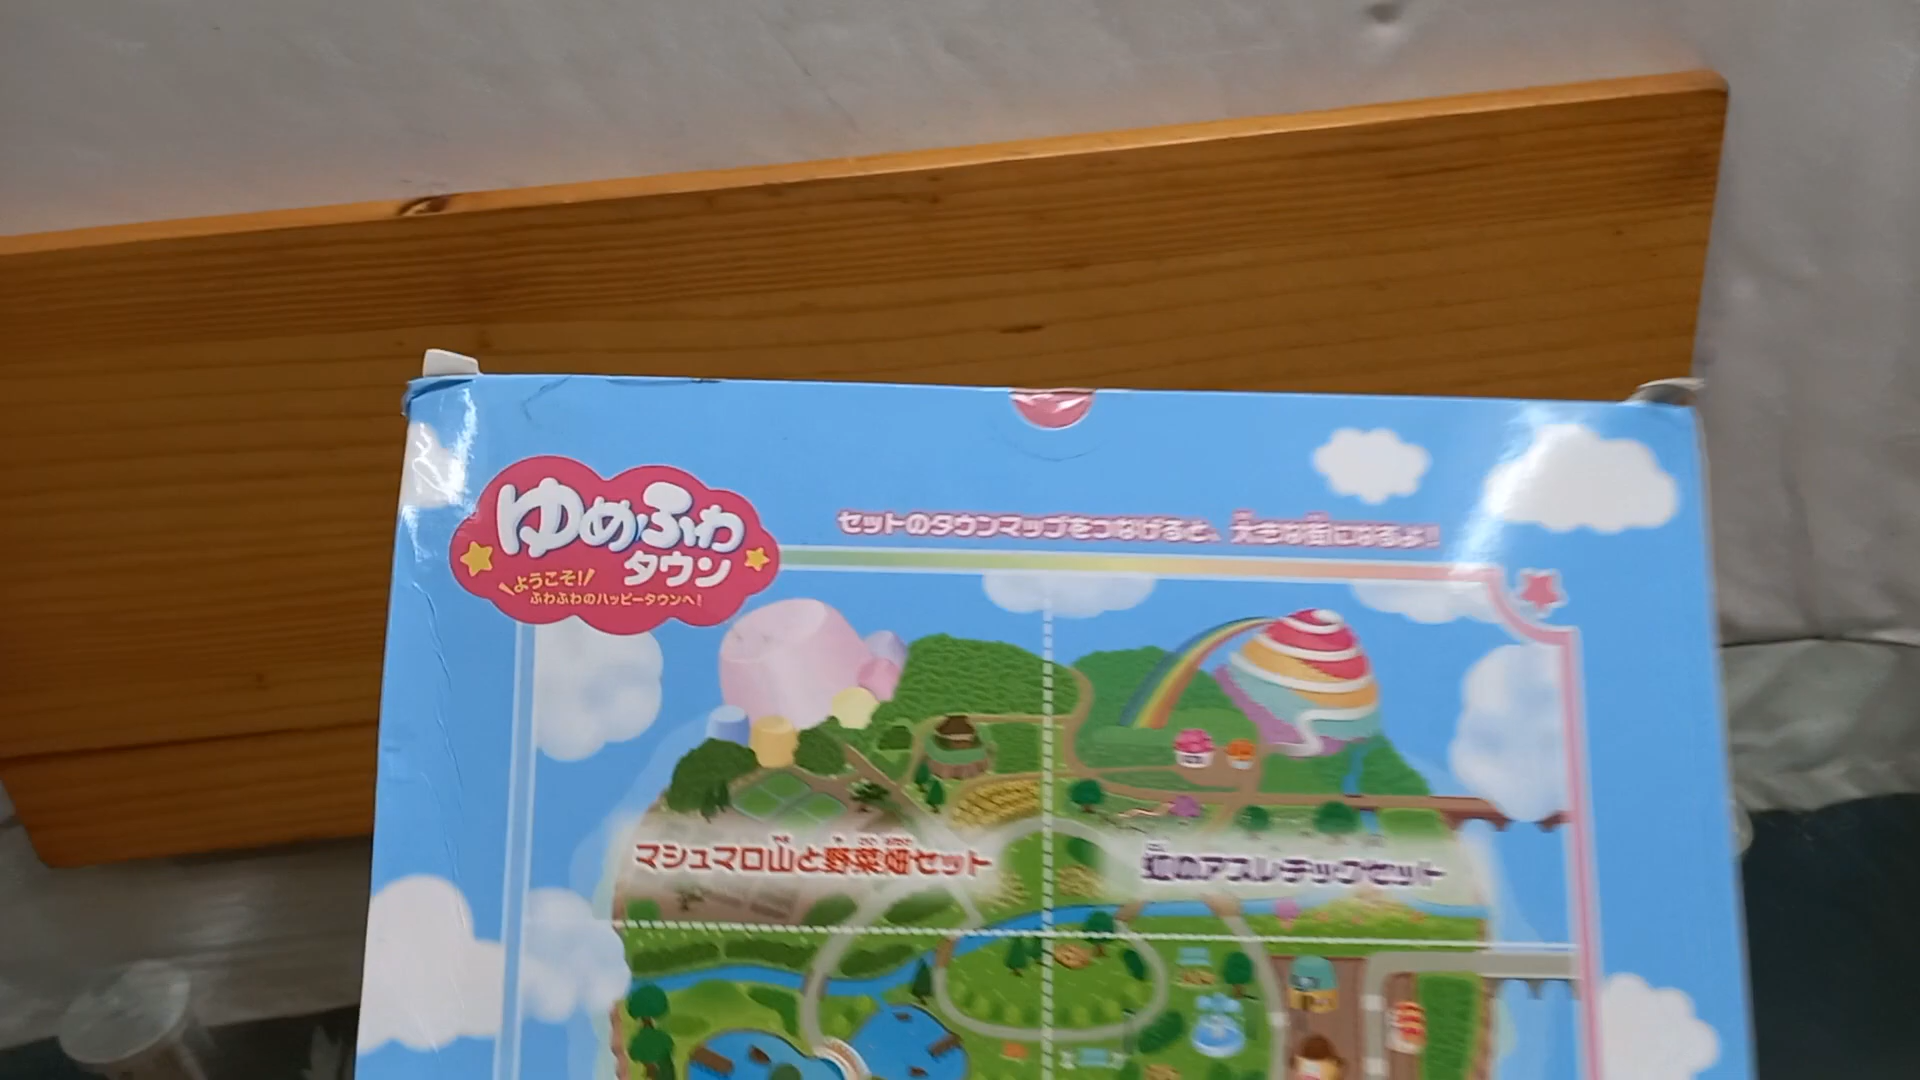 ゆめふわ
タウン
ようこそ!
ふわふわのハッピータウンへ!
セットのタウンマップをつなげると、大きな街になるよ!
マシュマロ山と野菜畑セット
虹のアスレチックセット